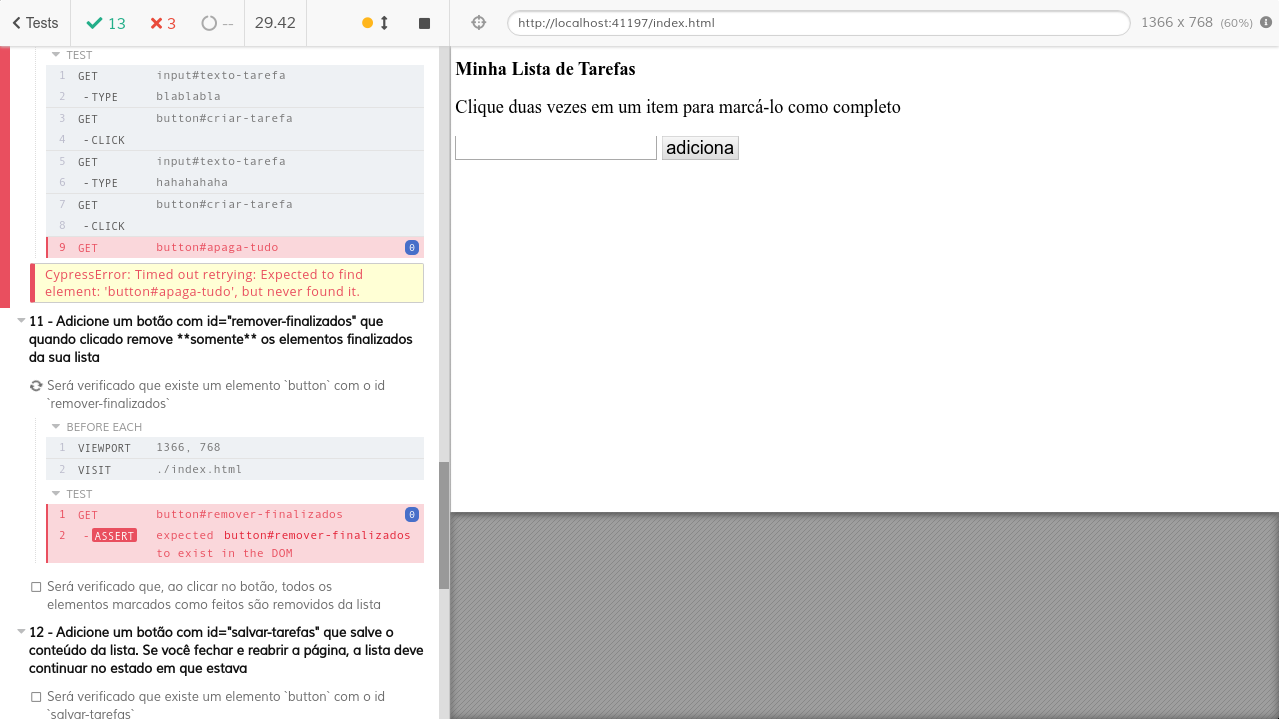 Tests 13 3 -- 29.42 http://localhost:41197/index.html 1366 x 768 (60%)
TEST
1 GET input#texto-tarefa
2 -TYPE blablabla
3 GET button#criar-tarefa
4 -CLICK
5 GET input#texto-tarefa
6 -TYPE hahahahaha
7 GET button#criar-tarefa
8 -CLICK
9 GET button#apaga-tudo 0
CypressError: Timed out retrying: Expected to find
element: 'button#apaga-tudo', but never found it.
11 - Adicione um botão com id="remover-finalizados" que
quando clicado remove **somente** os elementos finalizados
da sua lista
Será verificado que existe um elemento `button` com o id
`remover-finalizados`
BEFORE EACH
1 VIEWPORT 1366, 768
2 VISIT ./index.html
TEST
1 GET button#remover-finalizados 0
2 -ASSERT expected button#remover-finalizados
to exist in the DOM
Será verificado que, ao clicar no botão, todos os
elementos marcados como feitos são removidos da lista
12 - Adicione um botão com id="salvar-tarefas" que salve o
conteúdo da lista. Se você fechar e reabrir a página, a lista deve
continuar no estado em que estava
Será verificado que existe um elemento `button` com o id
`salvar-tarefas`
Minha Lista de Tarefas
Clique duas vezes em um item para marcá-lo como completo
adiciona